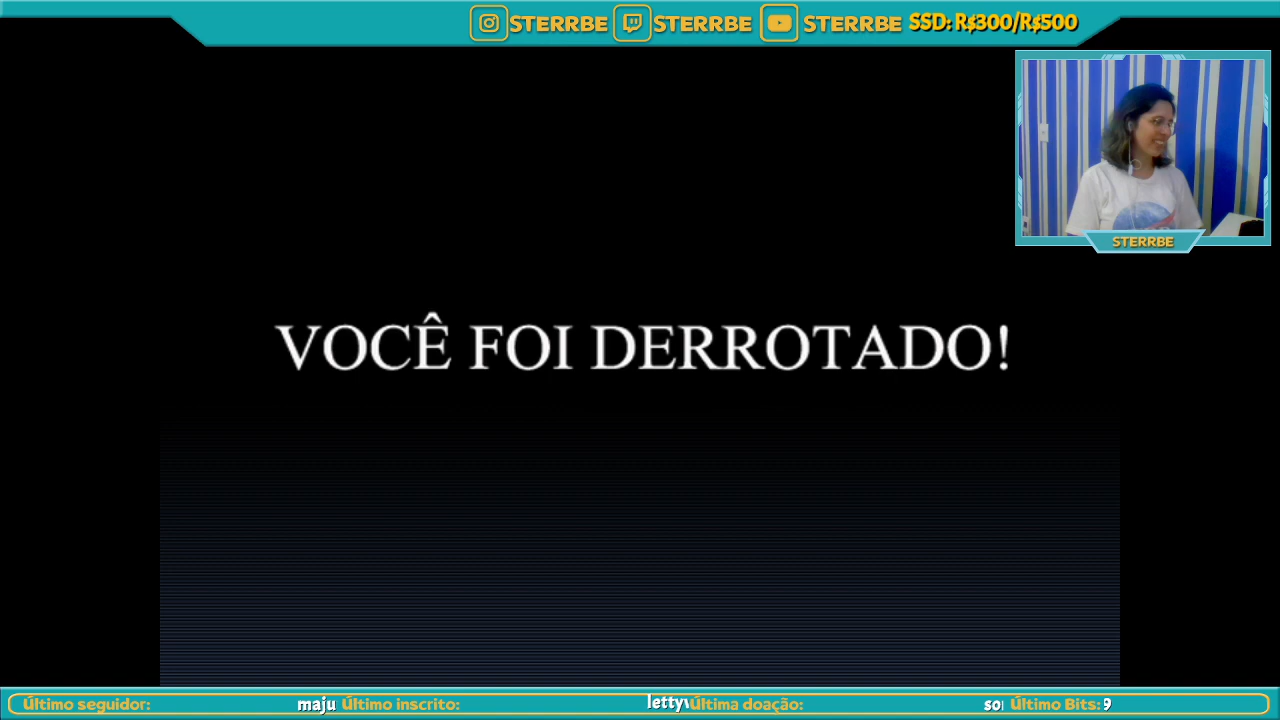 STERRBE STERRBE STERRBE SSD: R$300/R$500
STERRBE
VOCÊ FOI DERROTADO!
Último seguidor: maju Último inscrito: Última doação: Último Bits: 9